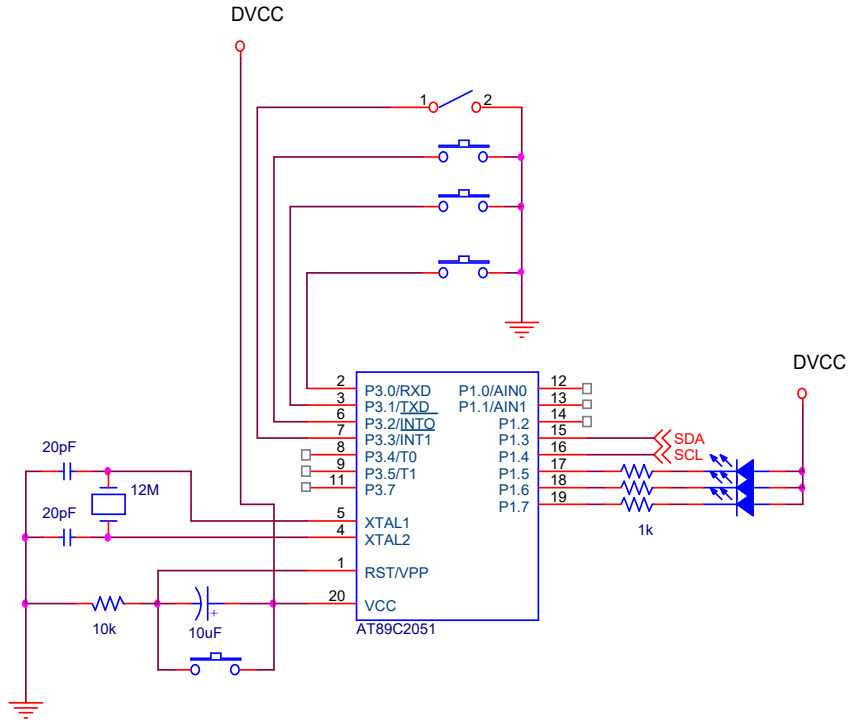 DVCC
1
2
DVCC
2
P3.0/RXD
P1.0/AIN0
12
3
P3.1/TXD
P1.1/AIN1
13
6
P3.2/INTO
P1.2
14
7
P3.3/INT1
P1.3
15
SDA
8
P3.4/T0
P1.4
16
SCL
9
P3.5/T1
P1.5
17
11
P3.7
P1.6
18
P1.7
19
1k
20pF
12M
20pF
5
XTAL1
4
XTAL2
1
RST/VPP
20
VCC
10k
10uF
+
AT89C2051